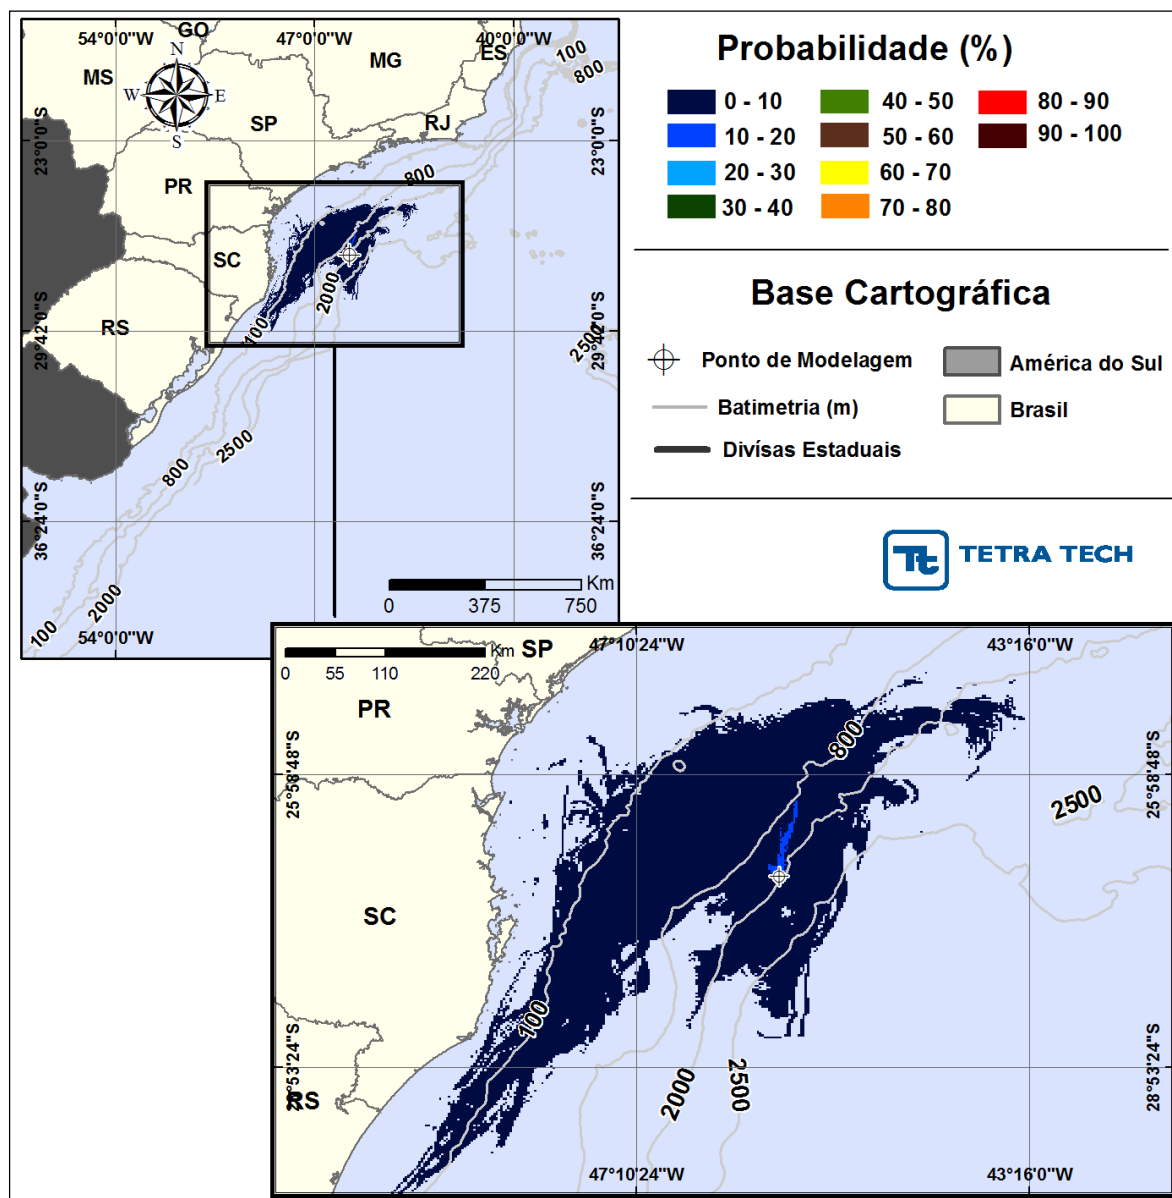 54°0'0"W
47°0'0"W
40°0'0"W
GO
N
W
E
S
MS
MG
ES
100
800
SP
RJ
23°0'0"S
23°0'0"S
800
PR
SC
2000
RS
100
29°42'0"S
29°42'0"S
2500
2500
800
36°24'0"S
36°24'0"S
2000
100
54°0'0"W
Km
0 375 750
Probabilidade (%)
0 - 10
10 - 20
20 - 30
30 - 40
40 - 50
50 - 60
60 - 70
70 - 80
80 - 90
90 - 100
Base Cartográfica
Ponto de Modelagem
América do Sul
Batimetria (m)
Brasil
Divísas Estaduais
Tt TETRA TECH
47°10'24"W
43°16'0"W
Km
0 55 110 220
SP
PR
800
25°58'48"S
25°58'48"S
2500
SC
100
28°53'24"S
28°53'24"S
2000
2500
RS
47°10'24"W
43°16'0"W